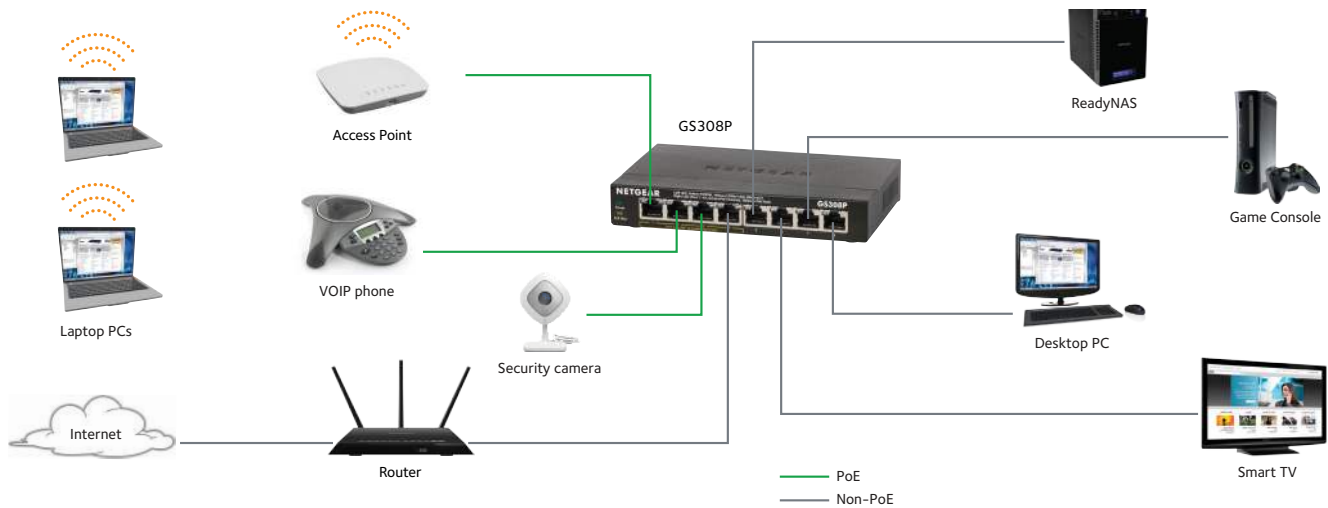 ReadyNAS
GS308P
Access Point
NETGEAR
GS308P
Game Console
VOIP phone
Desktop PC
Laptop PCs
Security camera
Internet
Router
Smart TV
PoE
Non-PoE